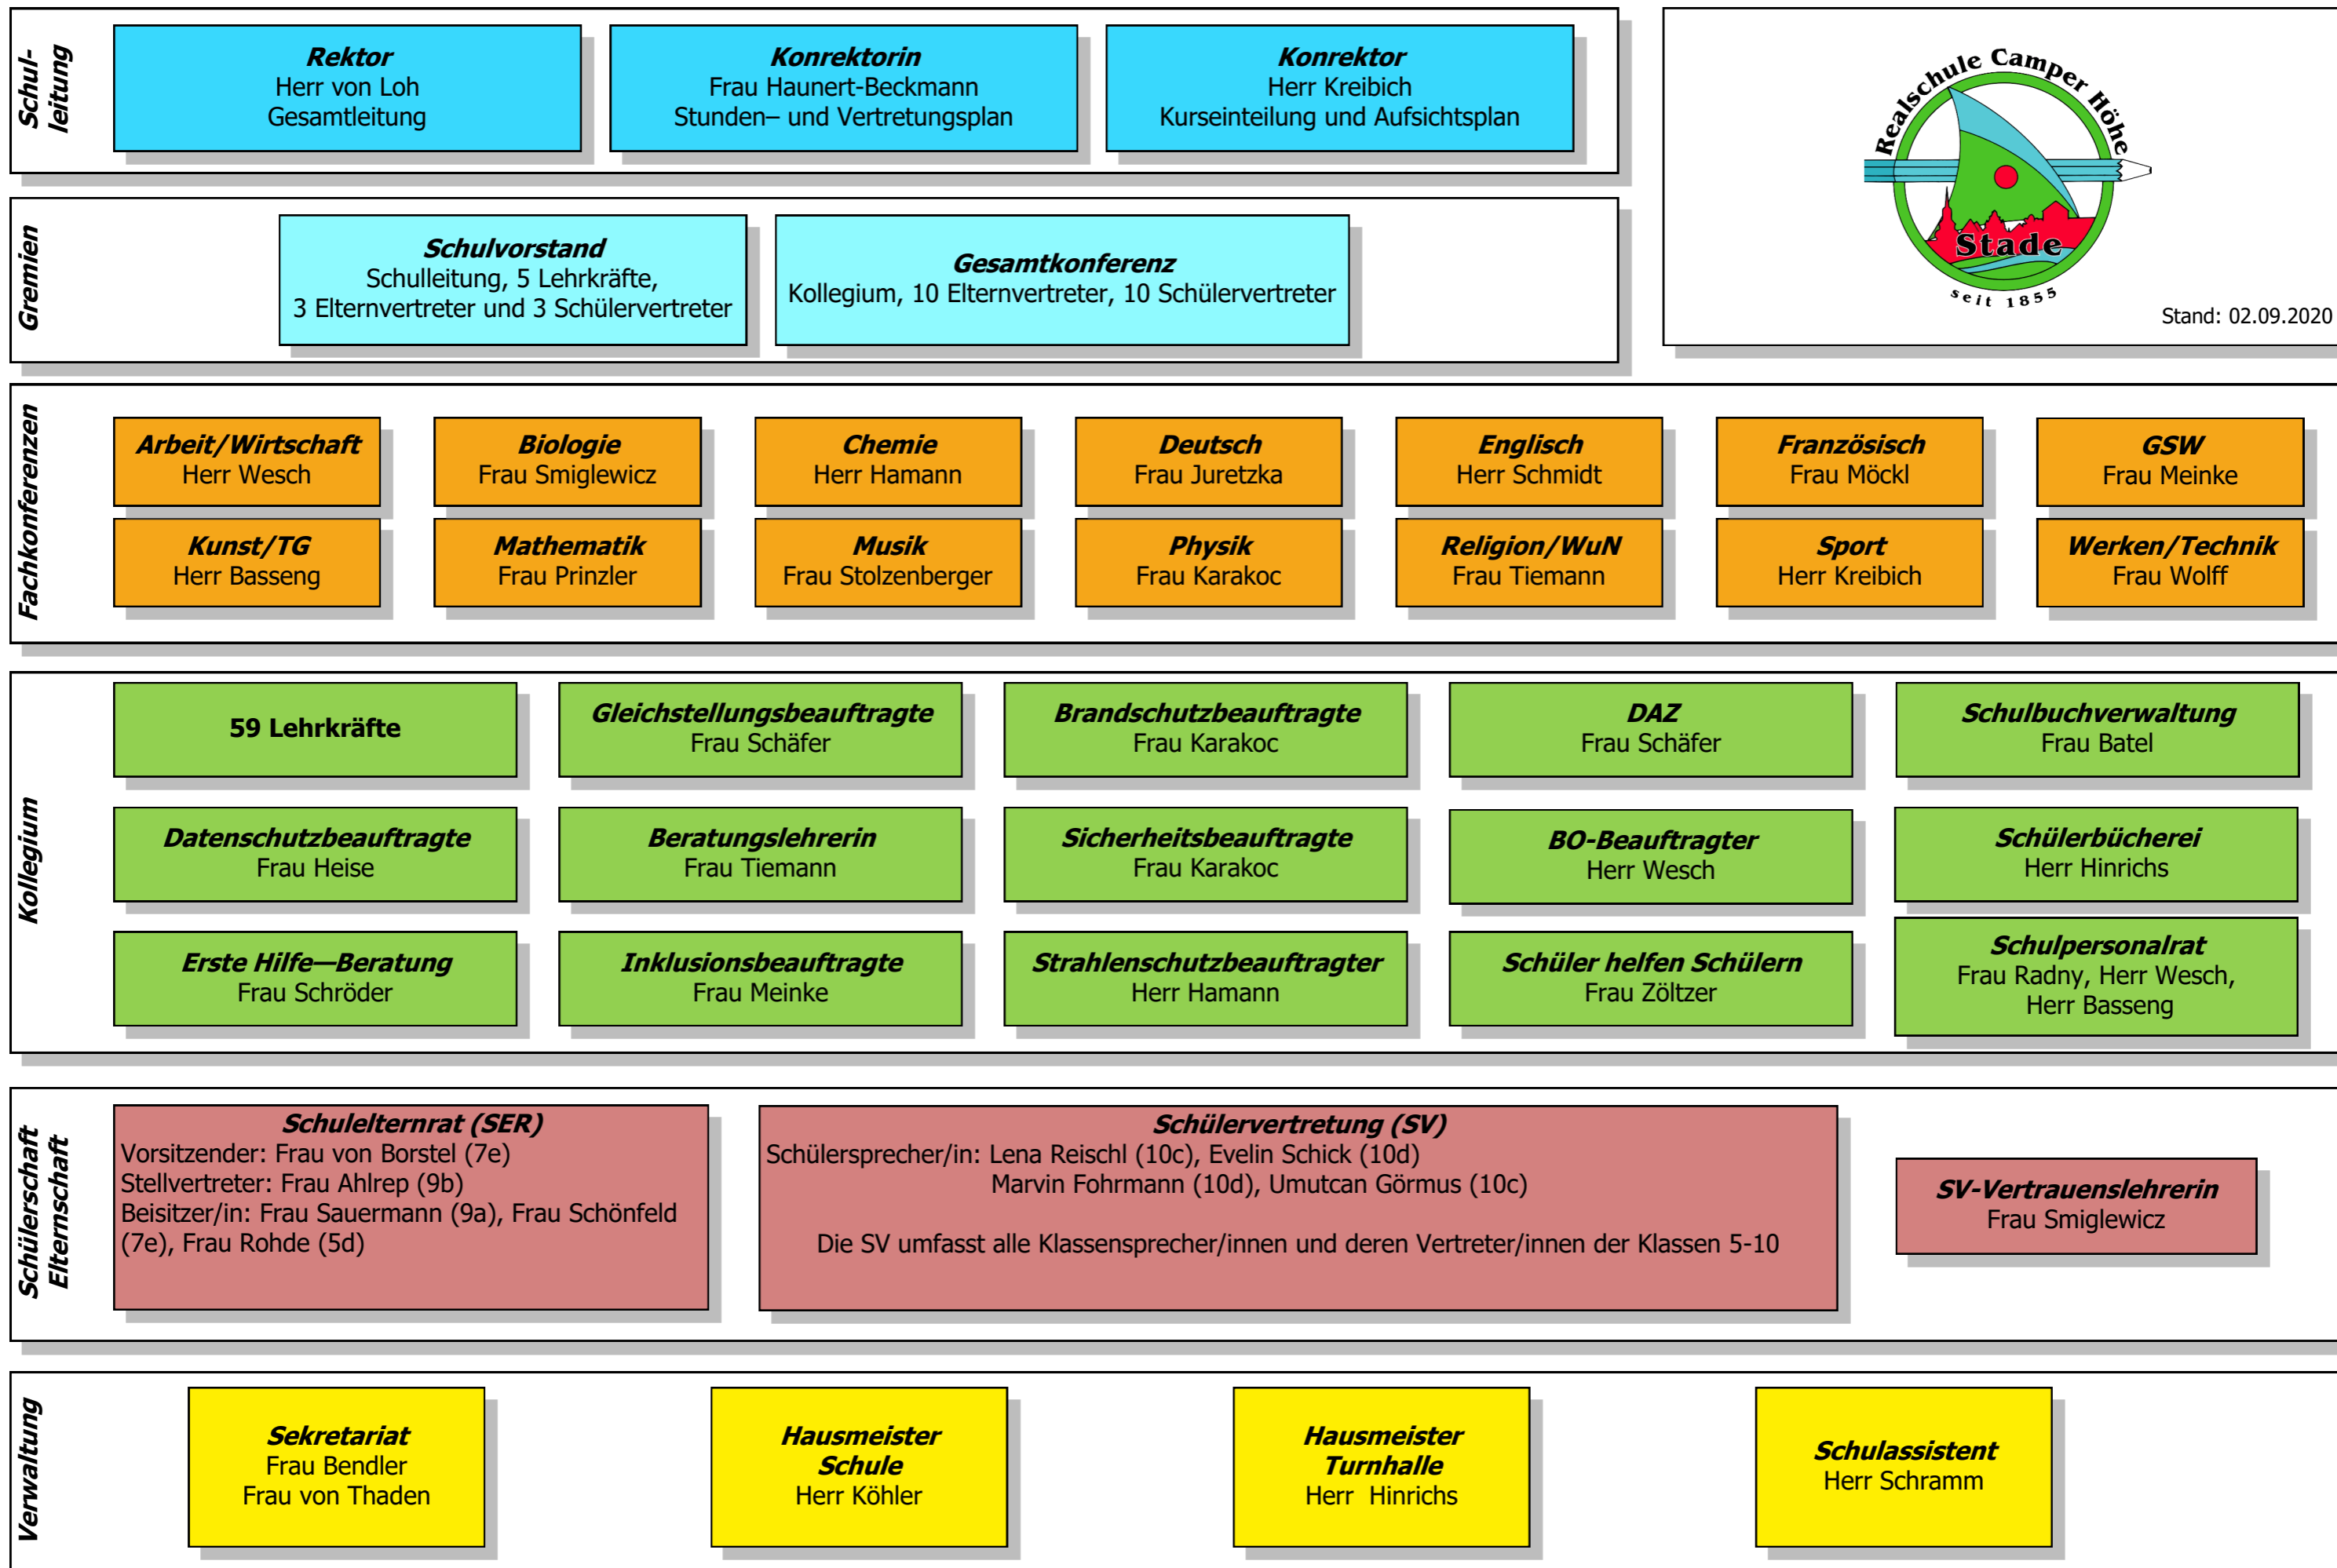 Schul-
leitung
Rektor
Herr von Loh
Gesamtleitung
Konrektorin
Frau Haunert-Beckmann
Stunden– und Vertretungsplan
Konrektor
Herr Kreibich
Kurseinteilung und Aufsichtsplan
Realschule Camper Höhe
Stade
seit 1855
Stand: 02.09.2020
Gremien
Schulvorstand
Schulleitung, 5 Lehrkräfte,
3 Elternvertreter und 3 Schülervertreter
Gesamtkonferenz
Kollegium, 10 Elternvertreter, 10 Schülervertreter
Fachkonferenzen
Arbeit/Wirtschaft
Herr Wesch
Biologie
Frau Smiglewicz
Chemie
Herr Hamann
Deutsch
Frau Juretzka
Englisch
Herr Schmidt
Französisch
Frau Möckl
GSW
Frau Meinke
Kunst/TG
Herr Basseng
Mathematik
Frau Prinzler
Musik
Frau Stolzenberger
Physik
Frau Karakoc
Religion/WuN
Frau Tiemann
Sport
Herr Kreibich
Werken/Technik
Frau Wolff
Kollegium
59 Lehrkräfte
Gleichstellungsbeauftragte
Frau Schäfer
Brandschutzbeauftragte
Frau Karakoc
DAZ
Frau Schäfer
Schulbuchverwaltung
Frau Batel
Datenschutzbeauftragte
Frau Heise
Beratungslehrerin
Frau Tiemann
Sicherheitsbeauftragte
Frau Karakoc
BO-Beauftragter
Herr Wesch
Schülerbücherei
Herr Hinrichs
Erste Hilfe—Beratung
Frau Schröder
Inklusionsbeauftragte
Frau Meinke
Strahlenschutzbeauftragter
Herr Hamann
Schüler helfen Schülern
Frau Zöltzer
Schulpersonalrat
Frau Radny, Herr Wesch,
Herr Basseng
Schülerschaft
Elternschaft
Schulelternrat (SER)
Vorsitzender: Frau von Borstel (7e)
Stellvertreter: Frau Ahlrep (9b)
Beisitzer/in: Frau Sauermann (9a), Frau Schönfeld
(7e), Frau Rohde (5d)
Schülervertretung (SV)
Schülersprecher/in: Lena Reischl (10c), Evelin Schick (10d)
Marvin Fohrmann (10d), Umutcan Görmus (10c)
Die SV umfasst alle Klassensprecher/innen und deren Vertreter/innen der Klassen 5-10
SV-Vertrauenslehrerin
Frau Smiglewicz
Verwaltung
Sekretariat
Frau Bendler
Frau von Thaden
Hausmeister
Schule
Herr Köhler
Hausmeister
Turnhalle
Herr  Hinrichs
Schulassistent
Herr Schramm